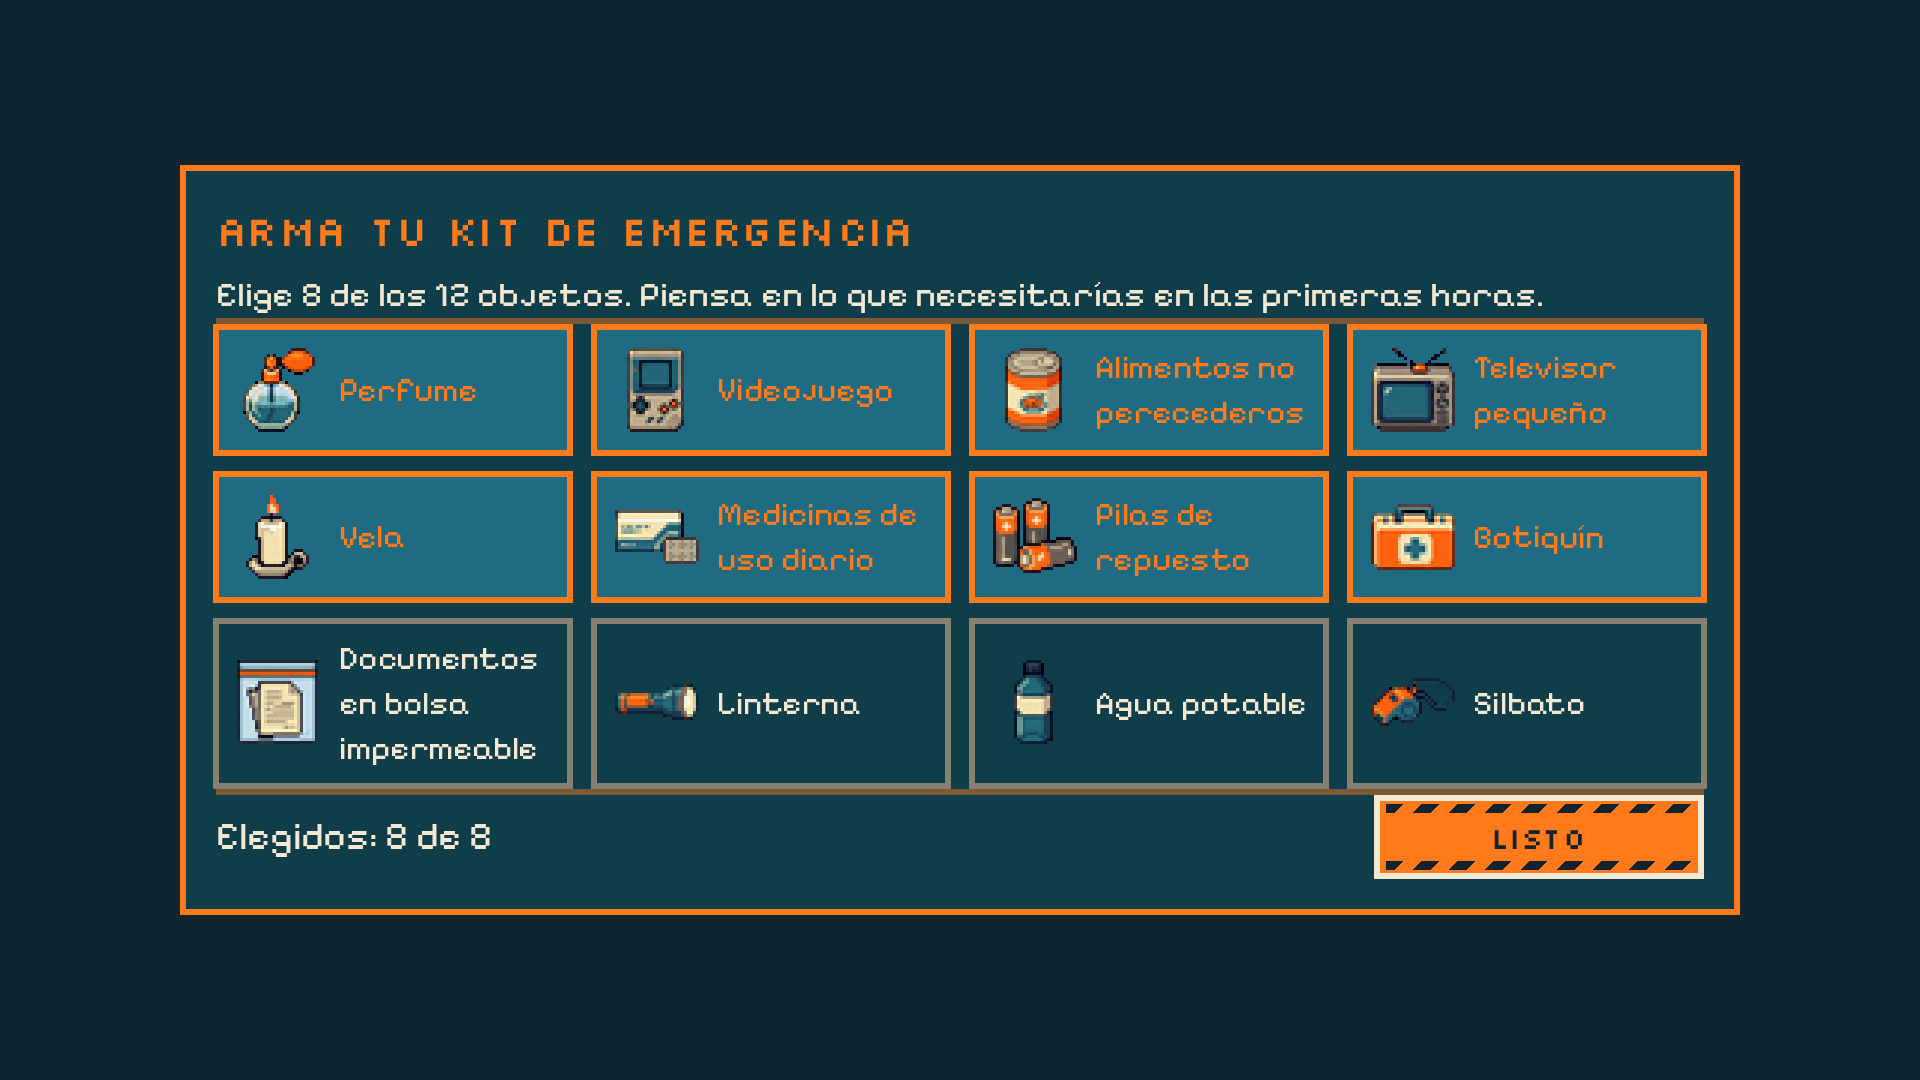 ARMA TU KIT DE EMERGENCIA
Elige 8 de los 12 objetos. Piensa en lo que necesitarías en las primeras horas.
Perfume
Videojuego
Alimentos no
perecederos
Televisor
pequeño
Vela
Medicinas de
uso diario
Pilas de
repuesto
Botiquín
Documentos
en bolsa
impermeable
Linterna
Agua potable
Silbato
Elegidos: 8 de 8
LISTO